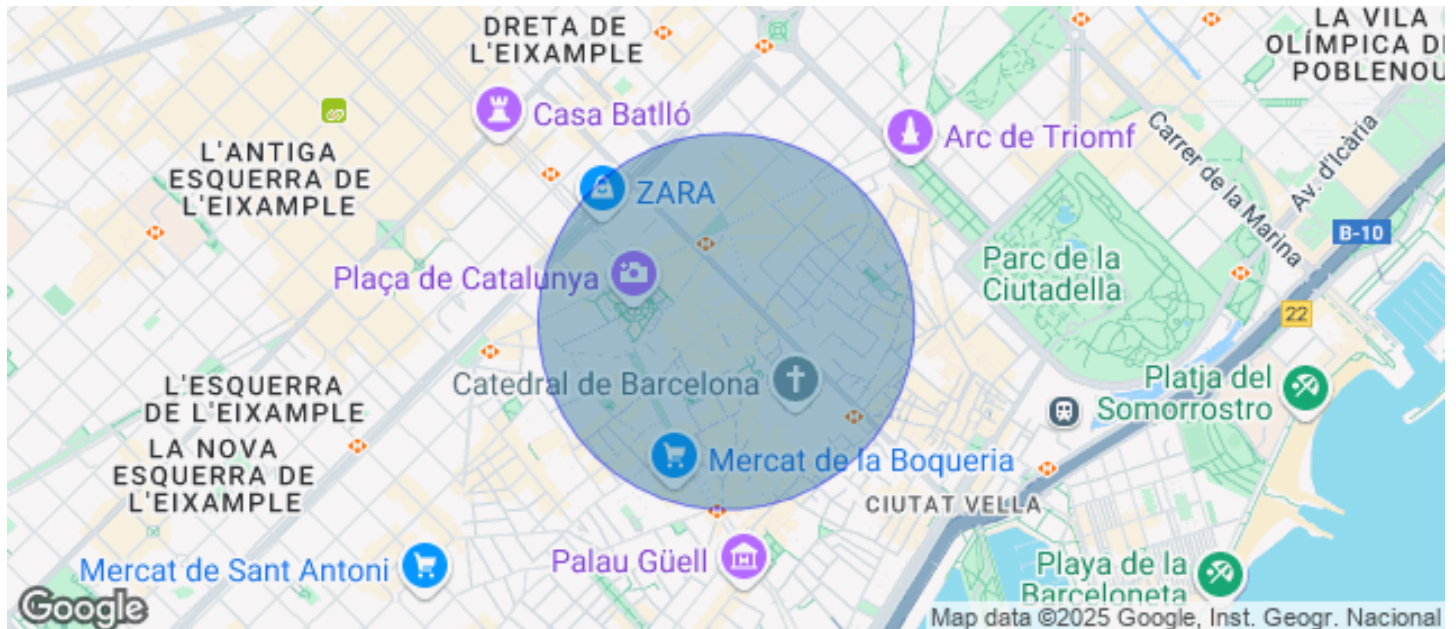 DRETA DE
L'EIXAMPLE
LA VILA
OLÍMPICA D
POBLENOU
Casa Batlló
Arc de Triomf
Carrer de la Marina
Av. d'Icària
L'ANTIGA
ESQUERRA DE
L'EIXAMPLE
ZARA
B-10
Plaça de Catalunya
Parc de la
Ciutadella
22
L'ESQUERRA
DE L'EIXAMPLE
Catedral de Barcelona
Platja del
Somorrostro
LA NOVA
ESQUERRA DE
L'EIXAMPLE
Mercat de la Boqueria
CIUTAT VELLA
Mercat de Sant Antoni
Palau Güell
Playa de la
Barceloneta
Google
Map data ©2025 Google, Inst. Geogr. Nacional